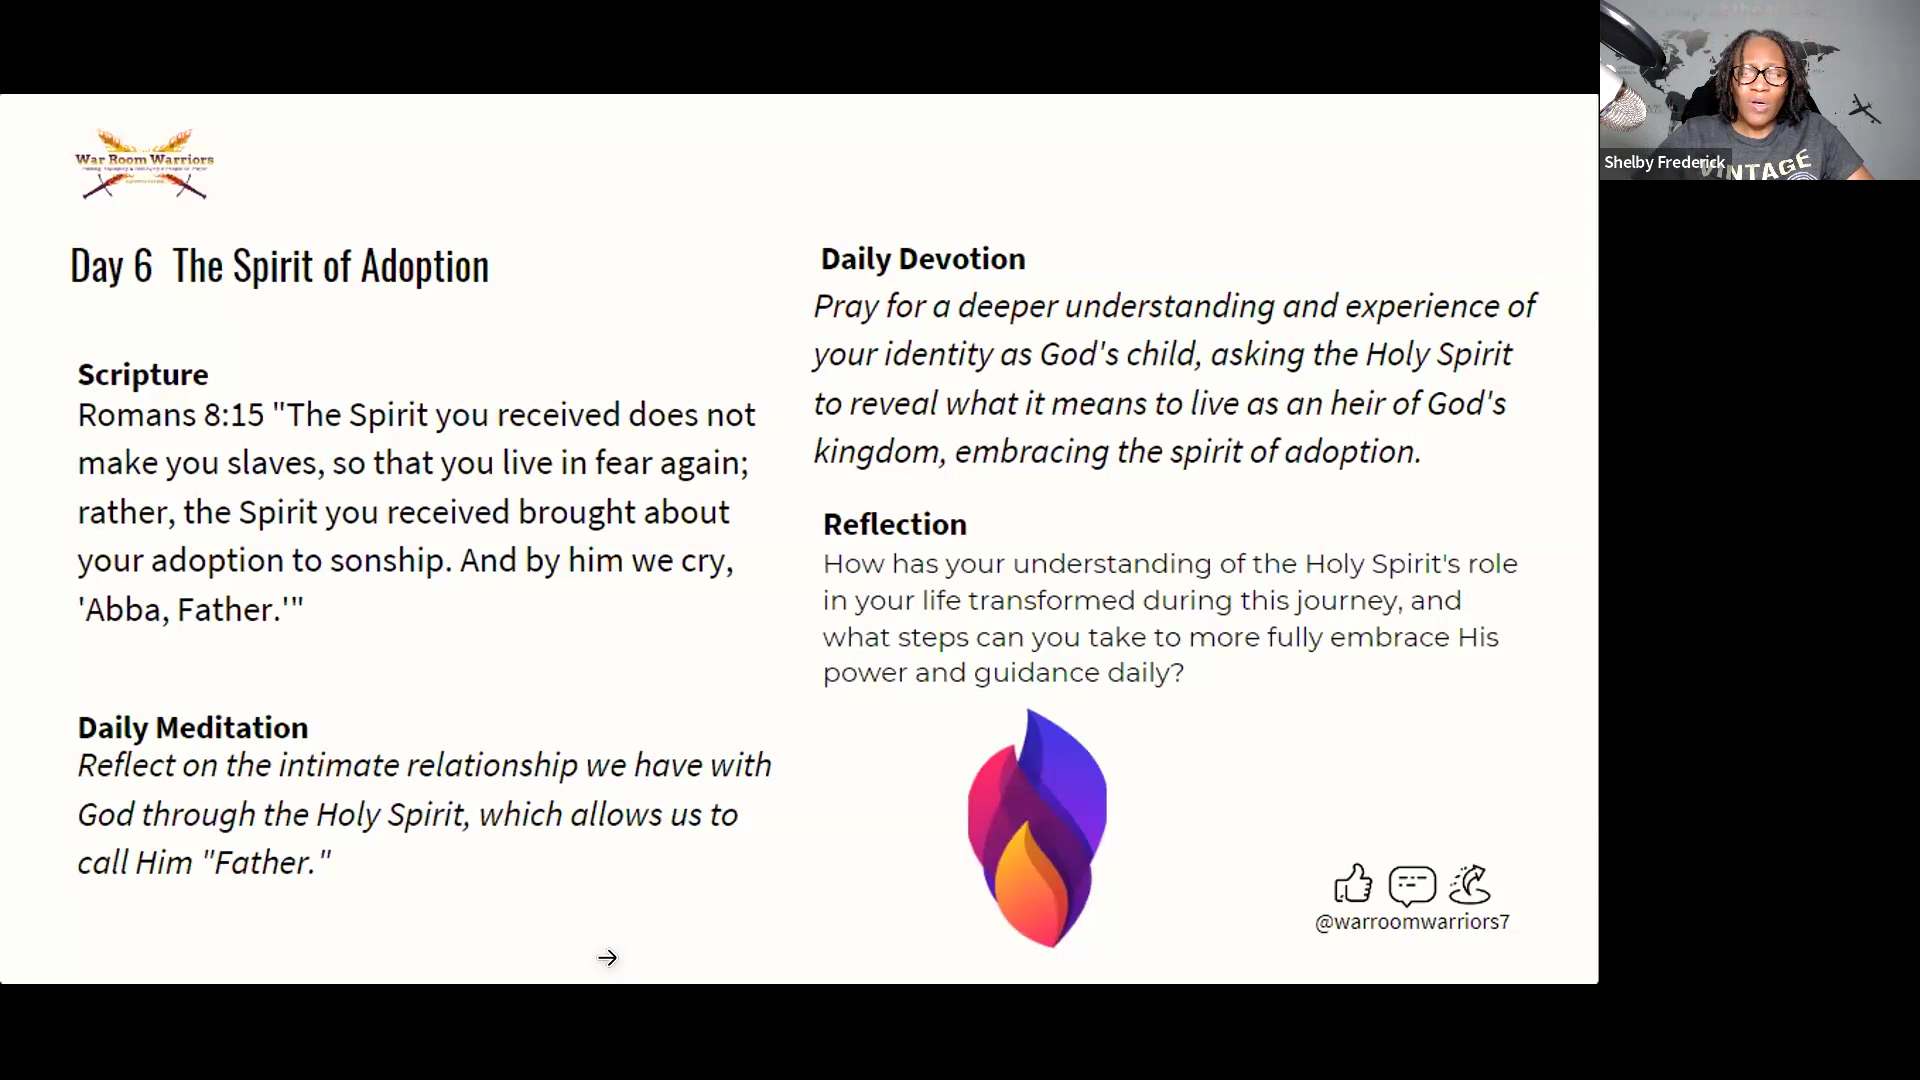 War Room Warriors
Day 6 The Spirit of Adoption
Scripture
Romans 8:15 "The Spirit you received does not
make you slaves, so that you live in fear again;
rather, the Spirit you received brought about
your adoption to sonship. And by him we cry,
'Abba, Father.'"
Daily Meditation
Reflect on the intimate relationship we have with
God through the Holy Spirit, which allows us to
call Him "Father."
Daily Devotion
Pray for a deeper understanding and experience of
your identity as God's child, asking the Holy Spirit
to reveal what it means to live as an heir of God's
kingdom, embracing the spirit of adoption.
Reflection
How has your understanding of the Holy Spirit's role
in your life transformed during this journey, and
what steps can you take to more fully embrace His
power and guidance daily?
@warroomwarriors7
Shelby Frederick
VINTAGE